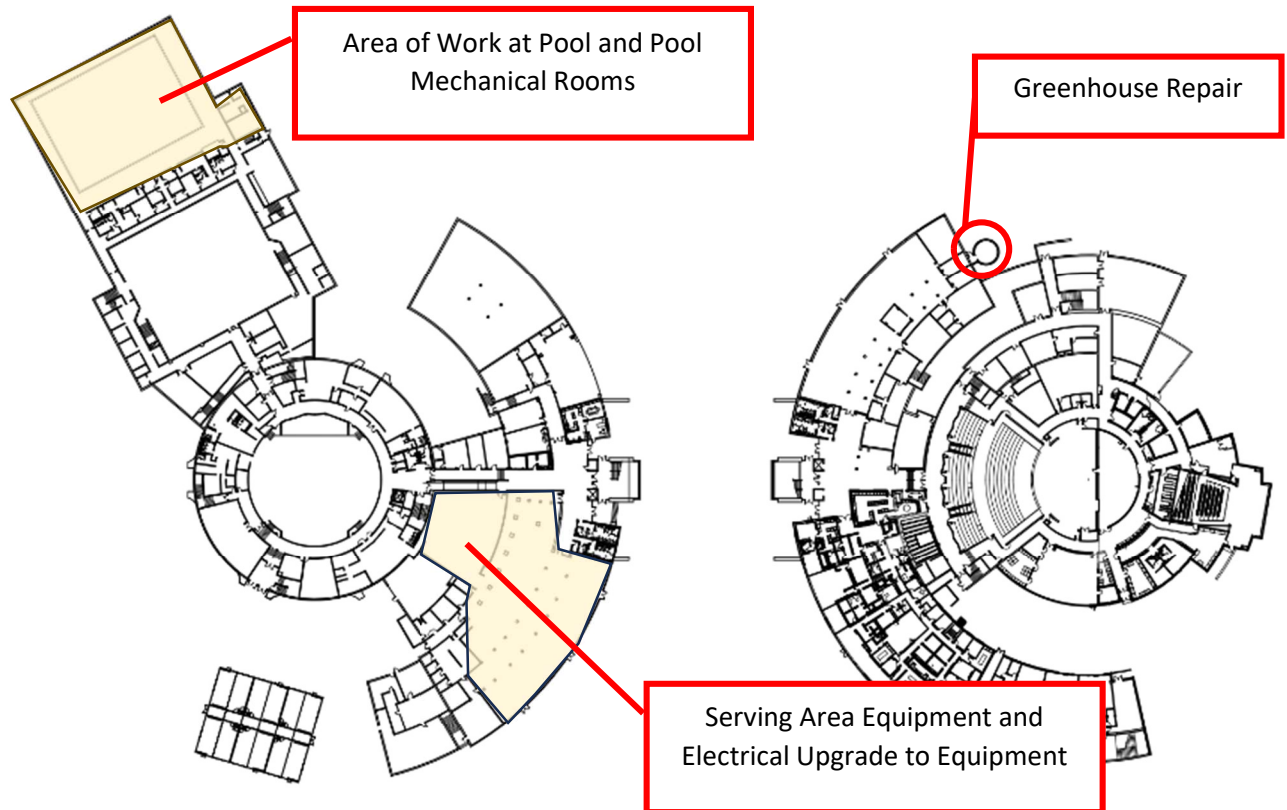 Area of Work at Pool and Pool
Mechanical Rooms
Greenhouse Repair
Serving Area Equipment and
Electrical Upgrade to Equipment